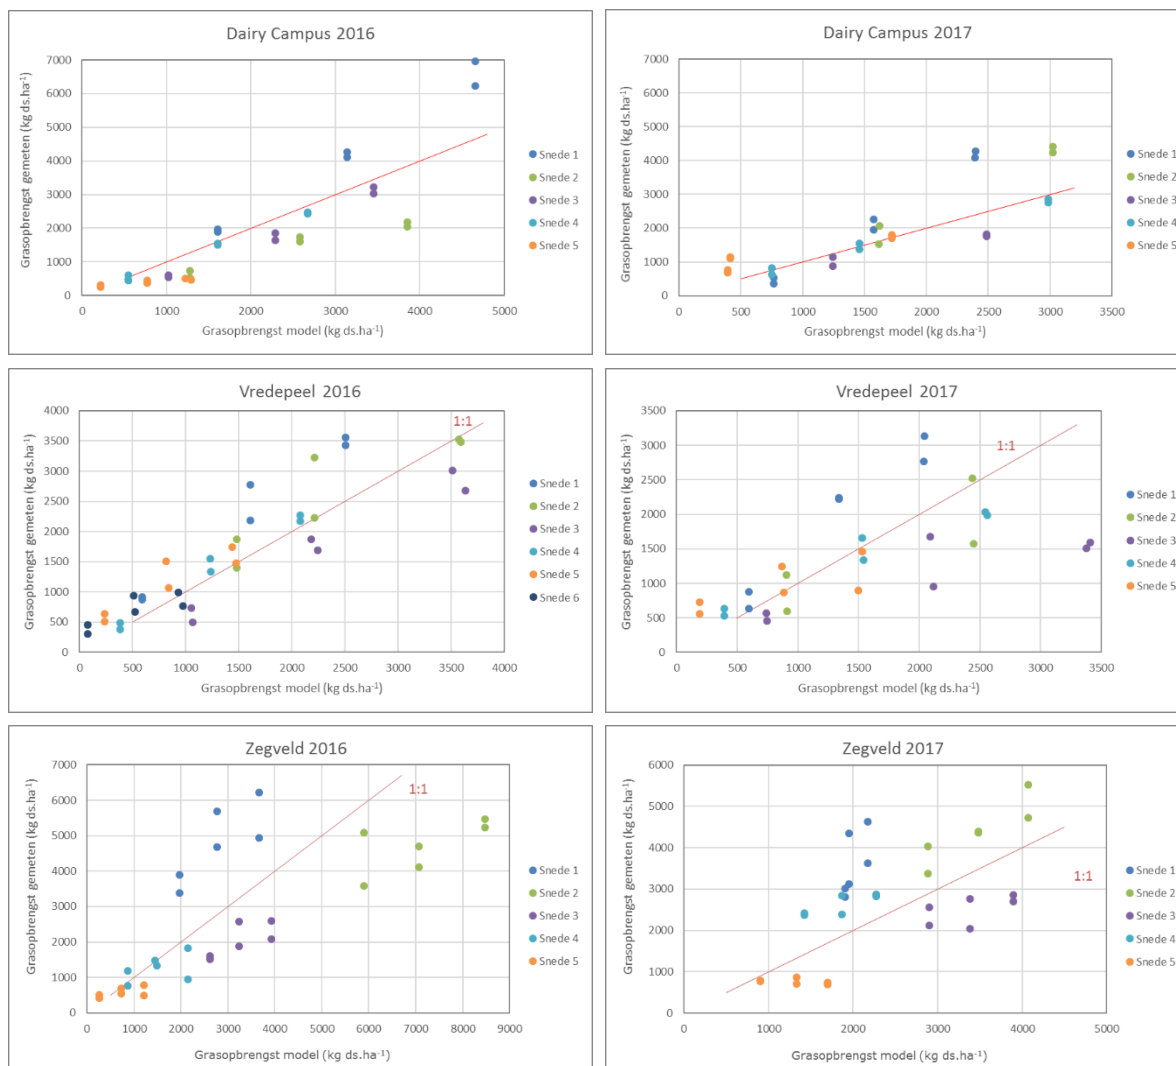 Dairy Campus 2016
Grasopbrengst gemeten (kg ds.ha⁻¹)
7000
6000
5000
4000
3000
2000
1000
0
0 1000 2000 3000 4000 5000
Grasopbrengst model (kg ds.ha⁻¹)
Snede 1
Snede 2
Snede 3
Snede 4
Snede 5
Dairy Campus 2017
Grasopbrengst gemeten (kg ds.ha⁻¹)
7000
6000
5000
4000
3000
2000
1000
0
0 500 1000 1500 2000 2500 3000 3500
Grasopbrengst model (kg ds.ha⁻¹)
Snede 1
Snede 2
Snede 3
Snede 4
Snede 5
Vredepeel 2016
Grasopbrengst gemeten (kg ds.ha⁻¹)
4000
3500
3000
2500
2000
1500
1000
500
0
0 500 1000 1500 2000 2500 3000 3500 4000
Grasopbrengst model (kg ds.ha⁻¹)
1:1
Snede 1
Snede 2
Snede 3
Snede 4
Snede 5
Snede 6
Vredepeel 2017
Grasopbrengst gemeten (kg ds.ha⁻¹)
3500
3000
2500
2000
1500
1000
500
0
0 500 1000 1500 2000 2500 3000 3500
Grasopbrengst model (kg ds.ha⁻¹)
1:1
Snede 1
Snede 2
Snede 3
Snede 4
Snede 5
Zegveld 2016
Grasopbrengst gemeten (kg ds.ha⁻¹)
7000
6000
5000
4000
3000
2000
1000
0
0 1000 2000 3000 4000 5000 6000 7000 8000 9000
Grasopbrengst model (kg ds.ha⁻¹)
1:1
Snede 1
Snede 2
Snede 3
Snede 4
Snede 5
Zegveld 2017
Grasopbrengst gemeten (kg ds.ha⁻¹)
6000
5000
4000
3000
2000
1000
0
0 1000 2000 3000 4000 5000
Grasopbrengst model (kg ds.ha⁻¹)
1:1
Snede 1
Snede 2
Snede 3
Snede 4
Snede 5